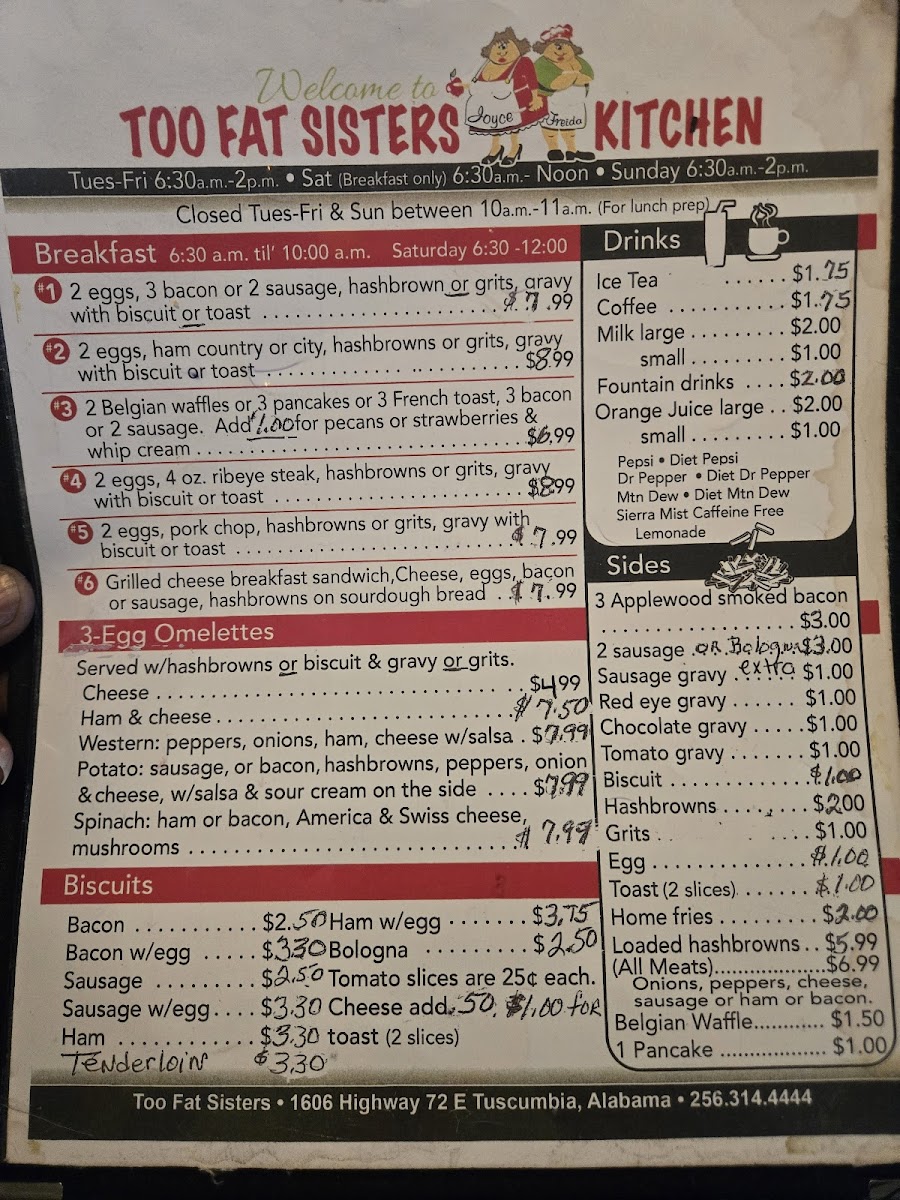 Welcome to
TOO FAT SISTERS KITCHEN
Joyce Freida
Tues-Fri 6:30a.m.-2p.m. • Sat (Breakfast only) 6:30a.m.- Noon • Sunday 6:30a.m.-2p.m.
Closed Tues-Fri & Sun between 10a.m.-11a.m. (For lunch prep)
Breakfast 6:30 a.m. til' 10:00 a.m. Saturday 6:30 -12:00
#1 2 eggs, 3 bacon or 2 sausage, hashbrown or grits, gravy
with biscuit or toast ........................ $7.99
#2 2 eggs, ham country or city, hashbrowns or grits, gravy
with biscuit or toast ........................ $8.99
#3 2 Belgian waffles or 3 pancakes or 3 French toast, 3 bacon
or 2 sausage. Add 1.00 for pecans or strawberries &
whip cream ........................ $6.99
#4 2 eggs, 4 oz. ribeye steak, hashbrowns or grits, gravy
with biscuit or toast ........................ $8.99
#5 2 eggs, pork chop, hashbrowns or grits, gravy with
biscuit or toast ........................ $7.99
#6 Grilled cheese breakfast sandwich,Cheese, eggs, bacon
or sausage, hashbrowns on sourdough bread . $7.99
3-Egg Omelettes
Served w/hashbrowns or biscuit & gravy or grits.
Cheese ........................ $4.99
Ham & cheese ........................ $7.50
Western: peppers, onions, ham, cheese w/salsa . $7.99
Potato: sausage, or bacon, hashbrowns, peppers, onion
& cheese, w/salsa & sour cream on the side .... $7.99
Spinach: ham or bacon, America & Swiss cheese,
mushrooms ........................ $7.99
Biscuits
Bacon ........... $2.50
Bacon w/egg ..... $3.30
Sausage ......... $2.50
Sausage w/egg.... $3.30
Ham ............ $3.30
Tenderloin $3.30
Ham w/egg ....... $3.75
Bologna ......... $2.50
Tomato slices are 25¢ each.
Cheese add .50. $1.00 for
toast (2 slices)
Drinks
Ice Tea ...... $1.75
Coffee ........... $1.75
Milk large ......... $2.00
small ......... $1.00
Fountain drinks .... $2.00
Orange Juice large .. $2.00
small ......... $1.00
Pepsi • Diet Pepsi
Dr Pepper • Diet Dr Pepper
Mtn Dew • Diet Mtn Dew
Sierra Mist Caffeine Free
Lemonade
Sides
3 Applewood smoked bacon
................... $3.00
2 sausage or Bologna $3.00
Sausage gravy extra $1.00
Red eye gravy ...... $1.00
Chocolate gravy ..... $1.00
Tomato gravy ....... $1.00
Biscuit ............. $1.00
Hashbrowns ....... $2.00
Grits ............ $1.00
Egg .............. $1.00
Toast (2 slices) ....... $1.00
Home fries ......... $2.00
Loaded hashbrowns .. $5.99
(All Meats).................. $6.99
Onions, peppers, cheese,
sausage or ham or bacon.
Belgian Waffle........... $1.50
1 Pancake ................. $1.00
Too Fat Sisters • 1606 Highway 72 E Tuscumbia, Alabama • 256.314.4444